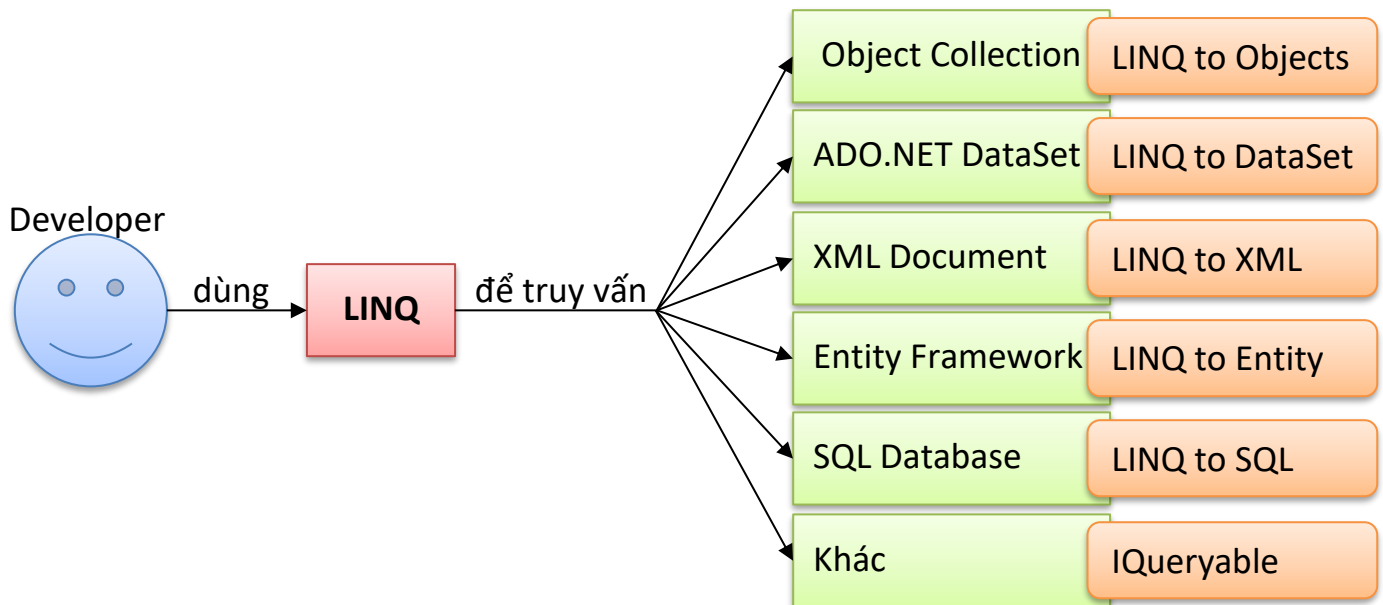 Developer
dùng
LINQ
để truy vấn
Object Collection
LINQ to Objects
ADO.NET DataSet
LINQ to DataSet
XML Document
LINQ to XML
Entity Framework
LINQ to Entity
SQL Database
LINQ to SQL
Khác
IQueryable